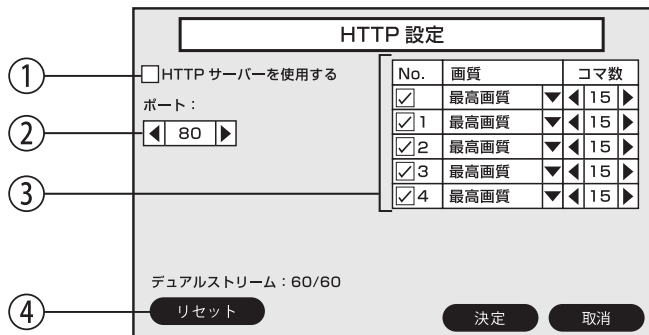 HTTP 設定
① □HTTP サーバーを使用する
ポート：
② ◀ 80 ▶
③
No. 画質 コマ数
☑ 最高画質 ▼ ◀ 15 ▶
☑ 1 最高画質 ▼ ◀ 15 ▶
☑ 2 最高画質 ▼ ◀ 15 ▶
☑ 3 最高画質 ▼ ◀ 15 ▶
☑ 4 最高画質 ▼ ◀ 15 ▶
デュアルストリーム：60/60
④ リセット
決定 取消